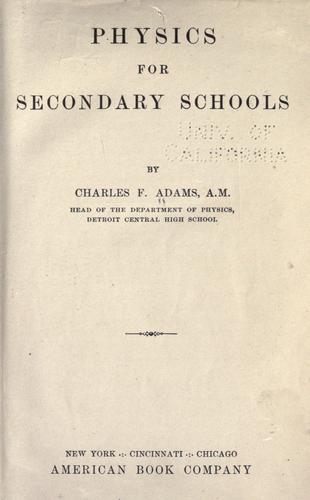 PHYSICS
FOR
SECONDARY SCHOOLS
UNIV. OF
CALIFORNIA
BY
CHARLES F. ADAMS, A.M.
HEAD OF THE DEPARTMENT OF PHYSICS,
DETROIT CENTRAL HIGH SCHOOL
NEW YORK .:. CINCINNATI .:. CHICAGO
AMERICAN BOOK COMPANY